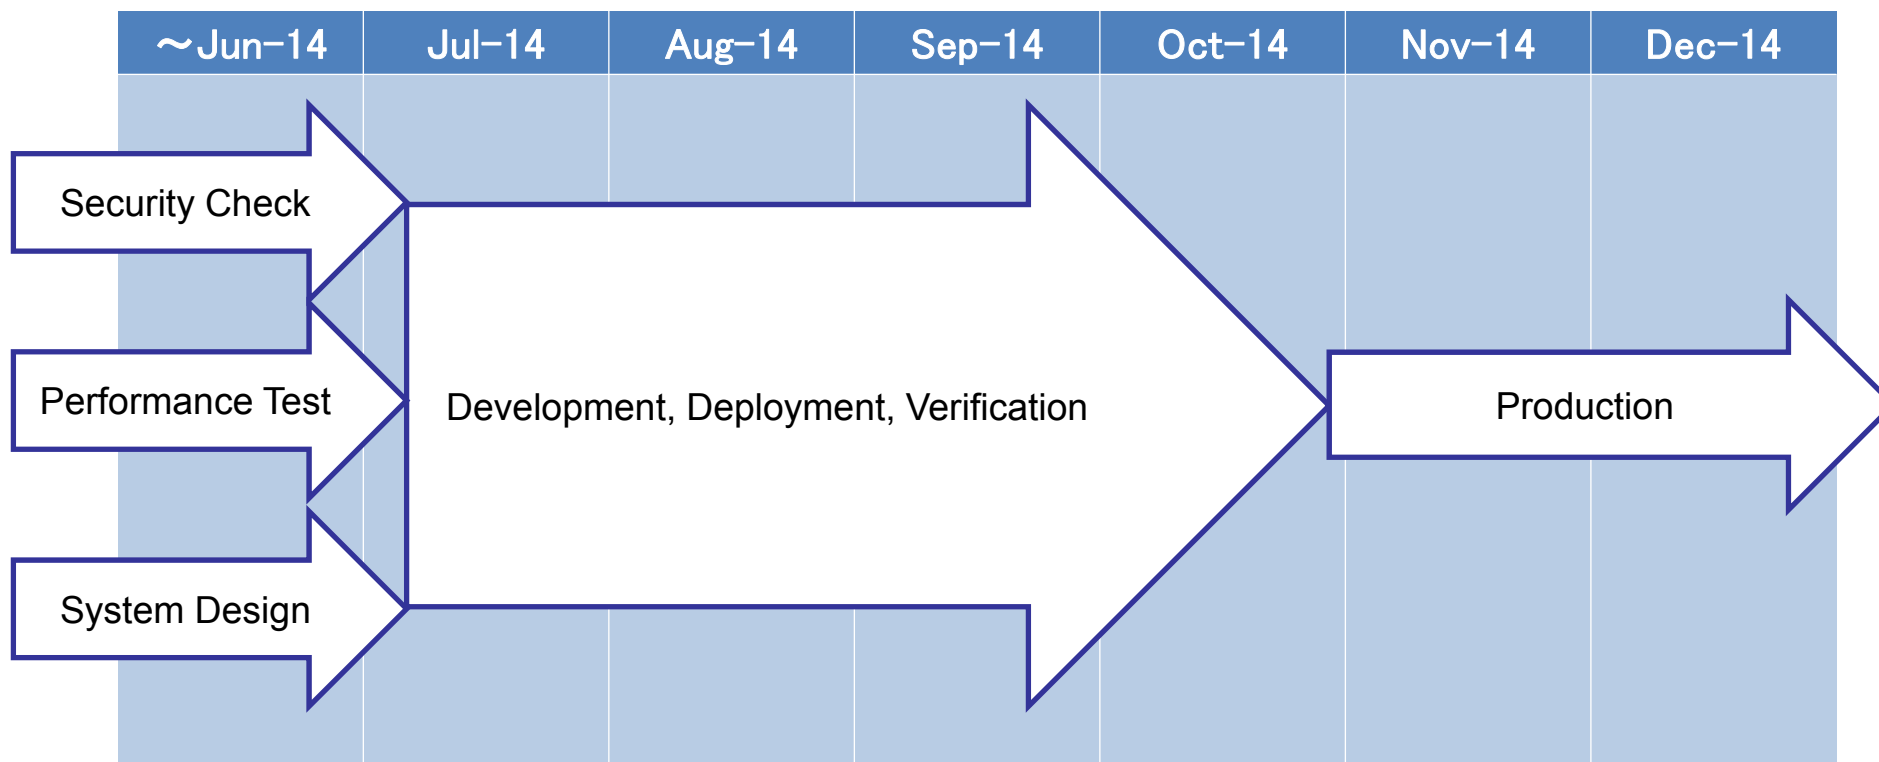 ～Jun-14 Jul-14 Aug-14 Sep-14 Oct-14 Nov-14 Dec-14
Security Check
Performance Test
Development, Deployment, Verification
Production
System Design